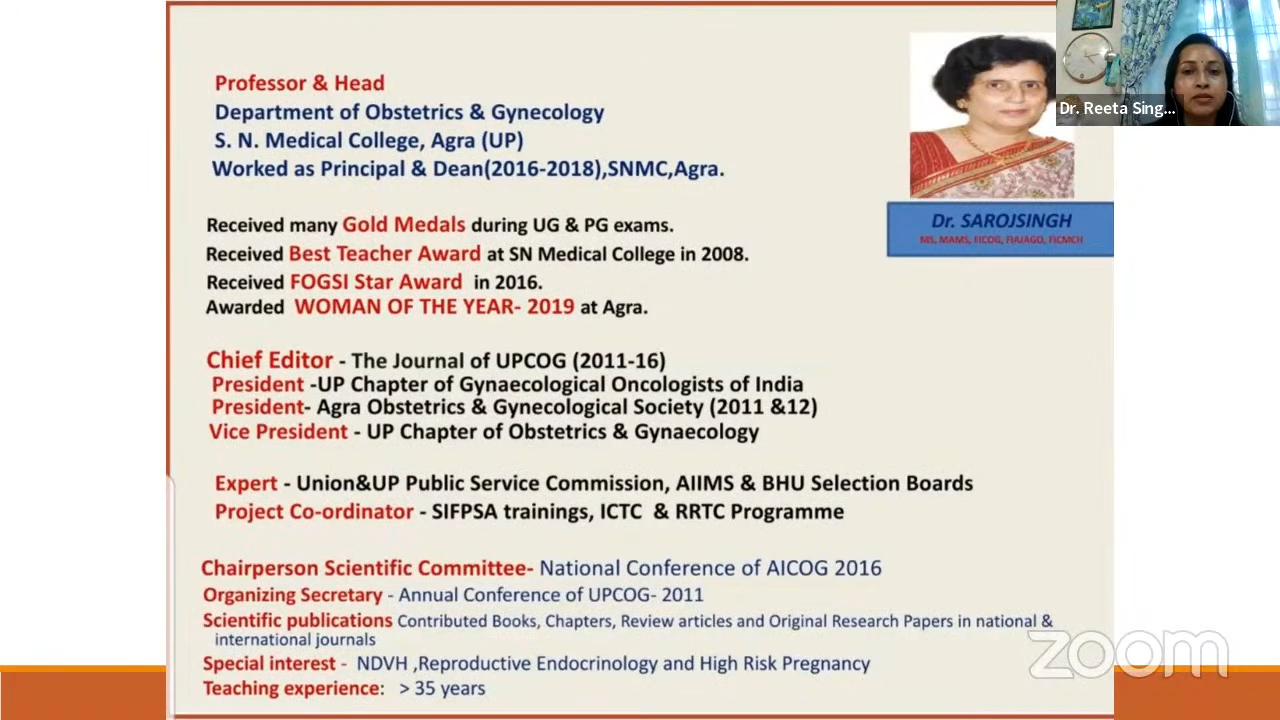 Professor & Head
Department of Obstetrics & Gynecology
S. N. Medical College, Agra (UP)
Worked as Principal & Dean(2016-2018),SNMC,Agra.
Received many Gold Medals during UG & PG exams.
Received Best Teacher Award at SN Medical College in 2008.
Received FOGSI Star Award in 2016.
Awarded WOMAN OF THE YEAR- 2019 at Agra.
Chief Editor - The Journal of UPCOG (2011-16)
President -UP Chapter of Gynaecological Oncologists of India
President- Agra Obstetrics & Gynecological Society (2011 &12)
Vice President - UP Chapter of Obstetrics & Gynaecology
Expert - Union&UP Public Service Commission, AIIMS & BHU Selection Boards
Project Co-ordinator - SIFPSA trainings, ICTC & RRTC Programme
Chairperson Scientific Committee- National Conference of AICOG 2016
Organizing Secretary - Annual Conference of UPCOG- 2011
Scientific publications Contributed Books, Chapters, Review articles and Original Research Papers in national &
international journals
Special interest - NDVH ,Reproductive Endocrinology and High Risk Pregnancy
Teaching experience: > 35 years
Dr. SAROJSINGH
MS, MAMS, FICOG, FIAJAGO, FICMCH
Dr. Reeta Sing...
zoom